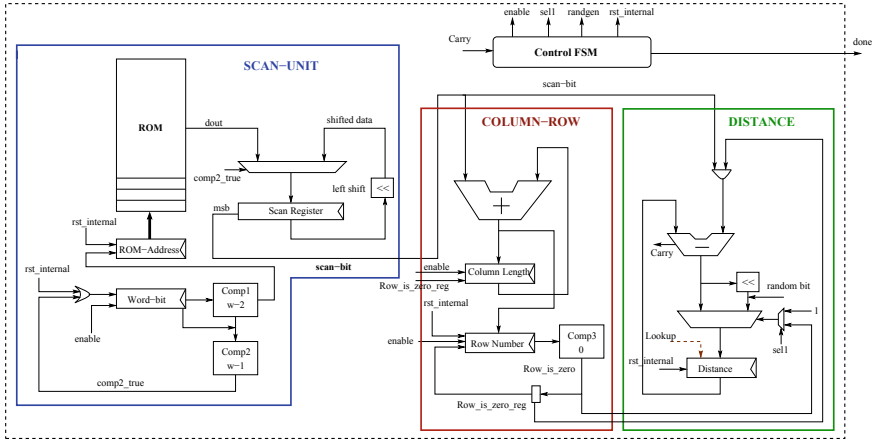 enable sel1 randgen rst_internal
Carry
Control FSM
done
SCAN−UNIT
scan−bit
ROM
dout
shifted data
COLUMN−ROW
DISTANCE
comp2_true
left shift
<<
+
msb
Scan Register
rst_internal
ROM−Address
scan−bit
−
Carry
rst_internal
enable
Column Length
Row_is_zero_reg
<<
random bit
Word−bit
Comp1
w−2
rst_internal
1
enable
enable
Row Number
Comp3
0
Lookup
sel1
Comp2
w−1
Row_is_zero
rst_internal
Distance
comp2_true
Row_is_zero_reg